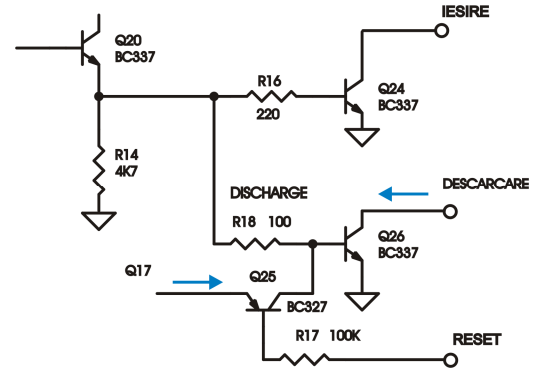 IESIRE
Q20
BC337
R16
220
Q24
BC337
R14
4K7
DISCHARGE
DESCARCARE
R18 100
Q26
BC337
Q17
Q25
BC327
R17 100K
RESET